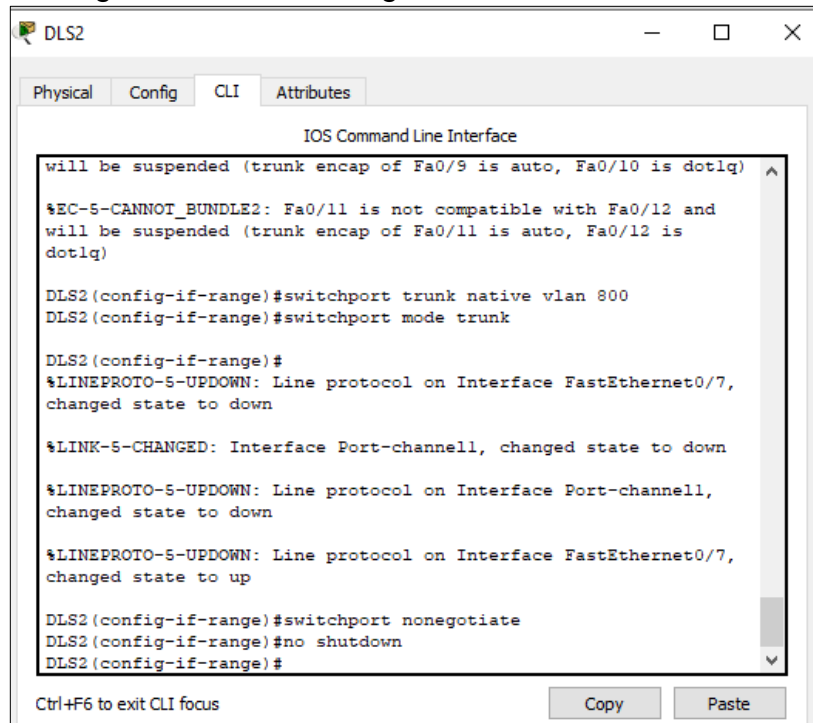 DLS2
Physical Config CLI Attributes
IOS Command Line Interface
will be suspended (trunk encap of Fa0/9 is auto, Fa0/10 is dot1q)
%EC-5-CANNOT_BUNDLE2: Fa0/11 is not compatible with Fa0/12 and
will be suspended (trunk encap of Fa0/11 is auto, Fa0/12 is
dot1q)
DLS2(config-if-range)#switchport trunk native vlan 800
DLS2(config-if-range)#switchport mode trunk
DLS2(config-if-range)#
%LINEPROTO-5-UPDOWN: Line protocol on Interface FastEthernet0/7,
changed state to down
%LINK-5-CHANGED: Interface Port-channel1, changed state to down
%LINEPROTO-5-UPDOWN: Line protocol on Interface Port-channel1,
changed state to down
%LINEPROTO-5-UPDOWN: Line protocol on Interface FastEthernet0/7,
changed state to up
DLS2(config-if-range)#switchport nonegotiate
DLS2(config-if-range)#no shutdown
DLS2(config-if-range)#
Ctrl+F6 to exit CLI focus
Copy Paste